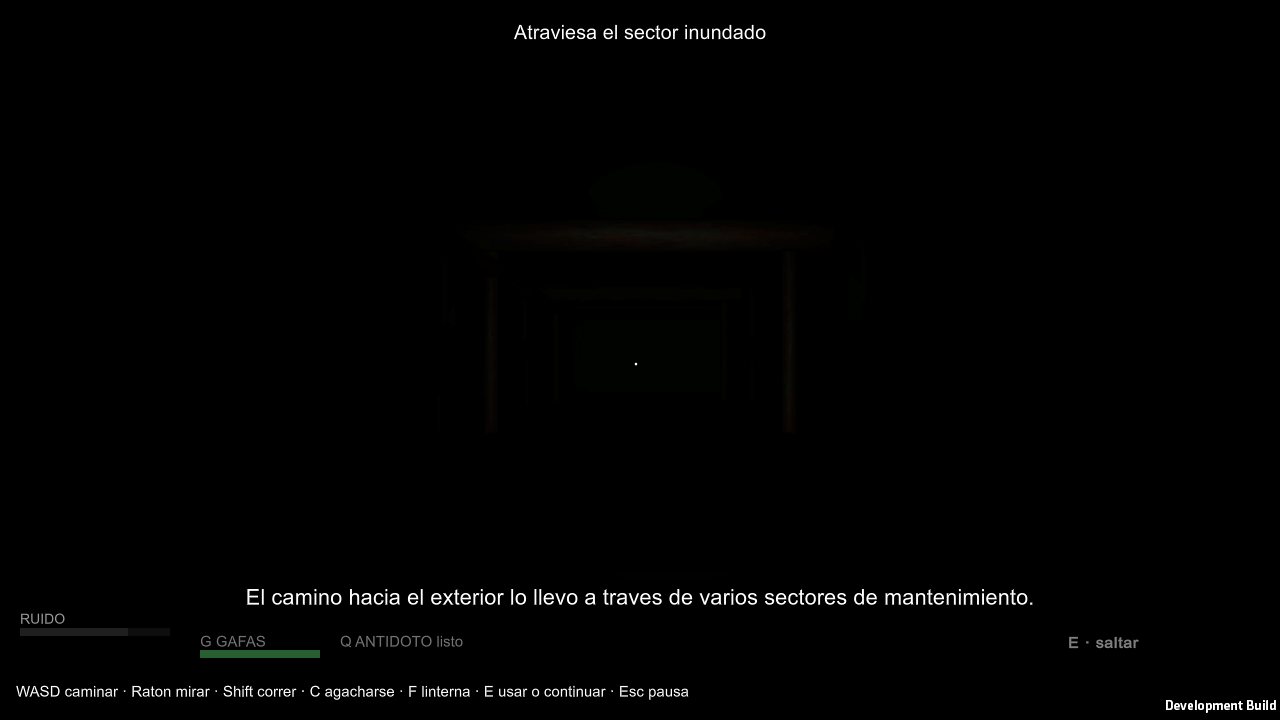 Atraviesa el sector inundado
El camino hacia el exterior lo llevo a traves de varios sectores de mantenimiento.
RUIDO
G GAFAS
Q ANTIDOTO listo
E · saltar
WASD caminar · Raton mirar · Shift correr · C agacharse · F linterna · E usar o continuar · Esc pausa
Development Build